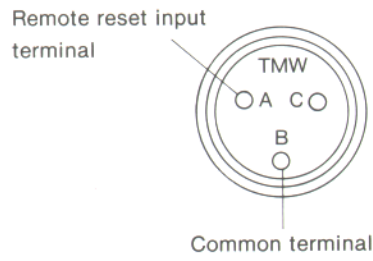 Remote reset input
terminal
TMW
A C
B
Common terminal